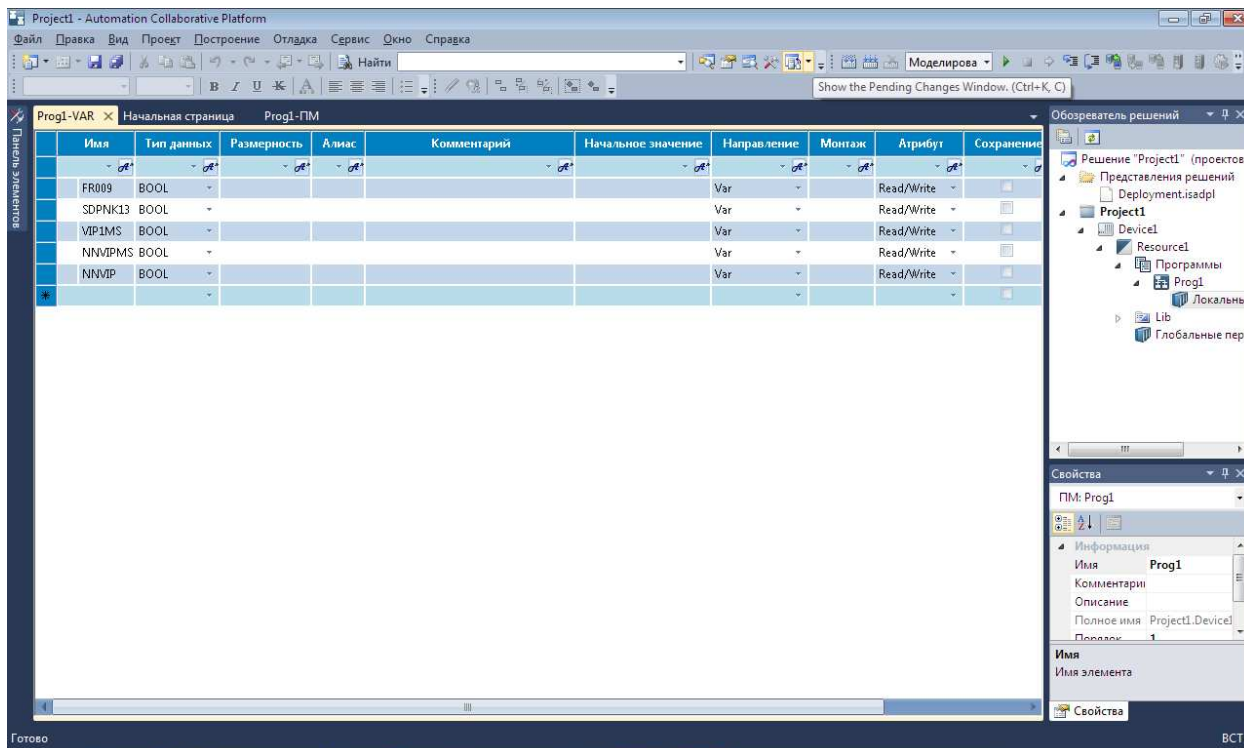 Project1 - Automation Collaborative Platform
Файл Правка Вид Проект Построение Отладка Сервис Окно Справка
Найти Моделирова
B I U K A Show the Pending Changes Window. (Ctrl+K, C)
Панель элементов
Prog1-VAR Начальная страница Prog1-ПМ
Имя Тип данных Размерность Алиас Комментарий Начальное значение Направление Монтаж Атрибут Сохранение
FR009 BOOL Var Read/Write
SDPNK13 BOOL Var Read/Write
VIP1MS BOOL Var Read/Write
NNVIPMS BOOL Var Read/Write
NNVIP BOOL Var Read/Write
Обозреватель решений
Решение "Project1" (проектов
Представления решений
Deployment.isadpl
Project1
Device1
Resource1
Программы
Prog1
Локальны
Lib
Глобальные пер
Свойства
ПМ: Prog1
Информация
Имя Prog1
Комментари
Описание
Полное имя Project1.Device1
Порядок 1
Имя
Имя элемента
Свойства
Готово ВСТ